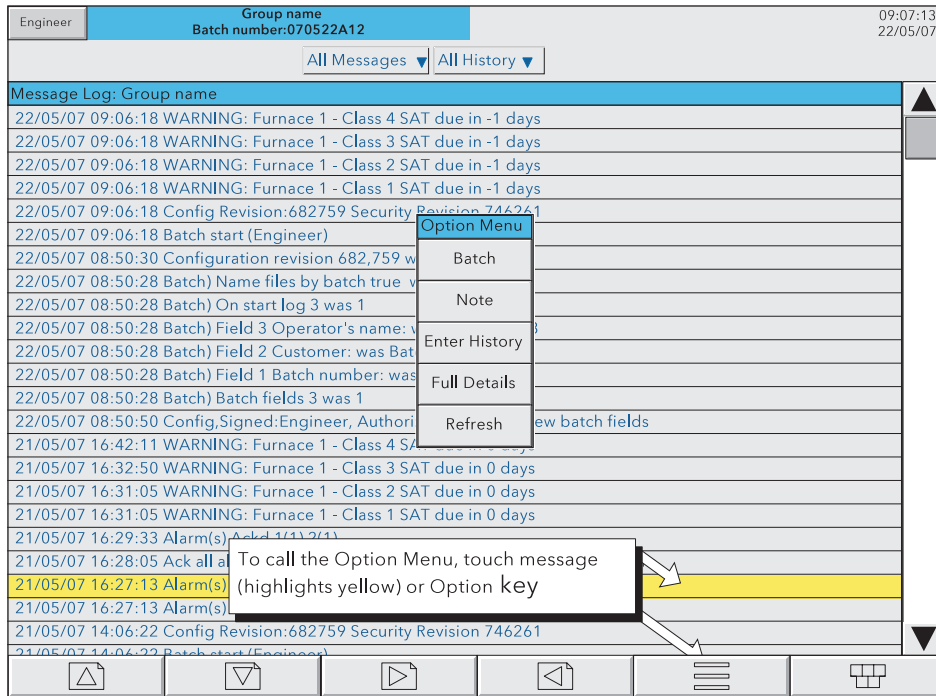 Engineer
Group name
Batch number:070522A12
09:07:13
22/05/07
All Messages ▼ All History ▼
Message Log: Group name
22/05/07 09:06:18 WARNING: Furnace 1 - Class 4 SAT due in -1 days
22/05/07 09:06:18 WARNING: Furnace 1 - Class 3 SAT due in -1 days
22/05/07 09:06:18 WARNING: Furnace 1 - Class 2 SAT due in -1 days
22/05/07 09:06:18 WARNING: Furnace 1 - Class 1 SAT due in -1 days
22/05/07 09:06:18 Config Revision:682759 Security Revision 746261
22/05/07 09:06:18 Batch start (Engineer)
22/05/07 08:50:30 Configuration revision 682,759 w
22/05/07 08:50:28 Batch) Name files by batch true
22/05/07 08:50:28 Batch) On start log 3 was 1
22/05/07 08:50:28 Batch) Field 3 Operator's name:
22/05/07 08:50:28 Batch) Field 2 Customer: was Bat
22/05/07 08:50:28 Batch) Field 1 Batch number: was
22/05/07 08:50:28 Batch) Batch fields 3 was 1
22/05/07 08:50:50 Config,Signed:Engineer, Authori ew batch fields
21/05/07 16:42:11 WARNING: Furnace 1 - Class 4 SA
21/05/07 16:32:50 WARNING: Furnace 1 - Class 3 SAT due in 0 days
21/05/07 16:31:05 WARNING: Furnace 1 - Class 2 SAT due in 0 days
21/05/07 16:31:05 WARNING: Furnace 1 - Class 1 SAT due in 0 days
21/05/07 16:29:33 Alarm(s) Ackd 1(1) 2(1)
21/05/07 16:28:05 Ack all al
21/05/07 16:27:13 Alarm(s)
21/05/07 16:27:13 Alarm(s)
21/05/07 14:06:22 Config Revision:682759 Security Revision 746261
21/05/07 14:06:22 Batch start (Engineer)
Option Menu
Batch
Note
Enter History
Full Details
Refresh
To call the Option Menu, touch message
(highlights yellow) or Option key